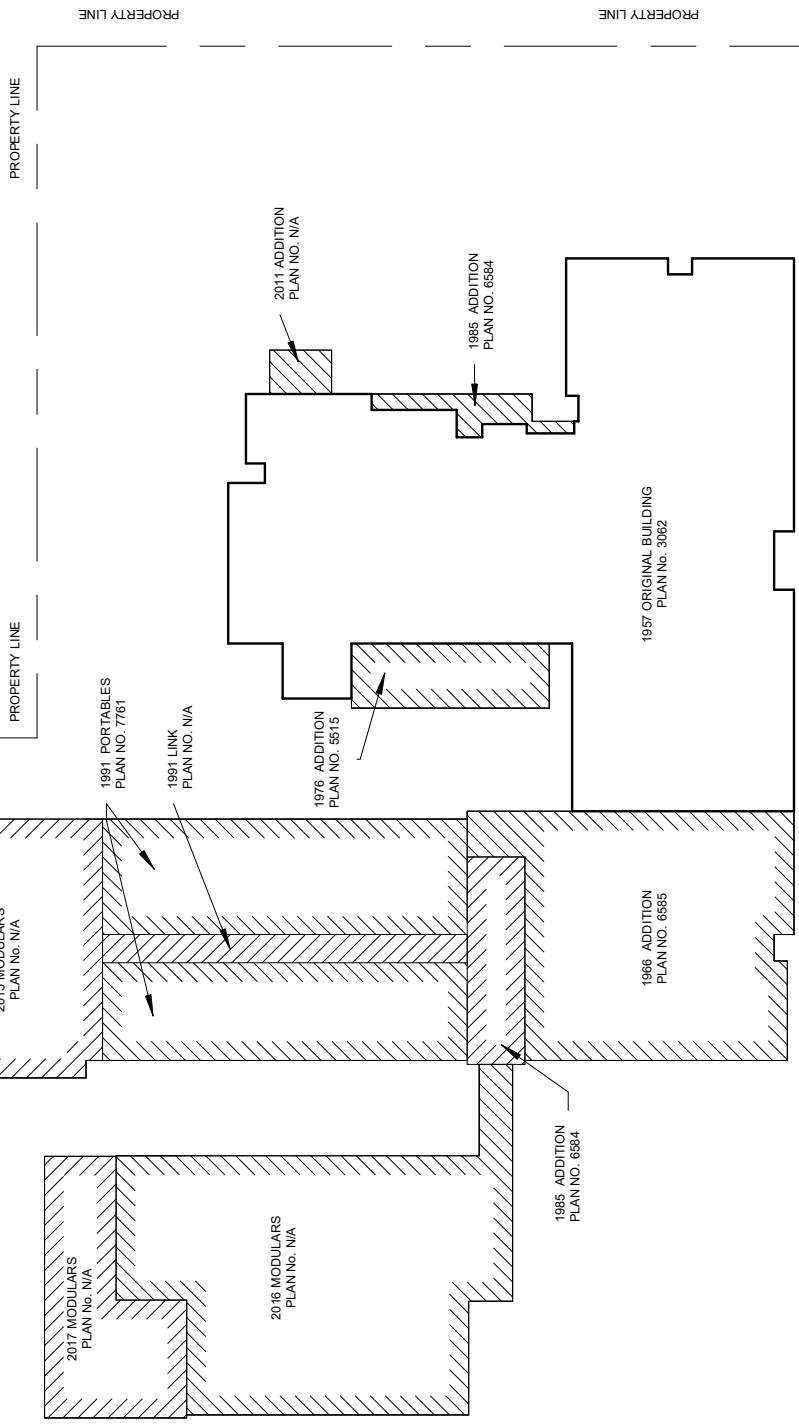 PROPERTY LINE
PROPERTY LINE
PROPERTY LINE
PROPERTY LINE
2011 ADDITION
PLAN NO. N/A
1985 ADDITION
PLAN NO. 6584
1991 PORTABLES
PLAN NO. 7761
1991 LINK
PLAN NO. N/A
1976 ADDITION
PLAN NO. 5515
1957 ORIGINAL BUILDING
PLAN No. 3062
MODULARS
PLAN No. N/A
1966 ADDITION
PLAN NO. 6585
2017 MODULARS
PLAN No. N/A
2016 MODULARS
PLAN No. N/A
1985 ADDITION
PLAN NO. 6584